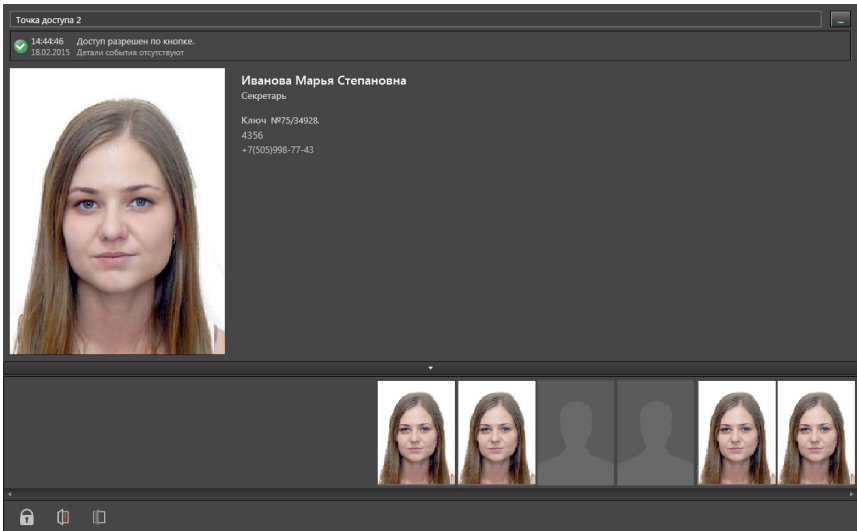 Точка доступа 2
...
14:44:46 Доступ разрешен по кнопке.
18.02.2015 Детали события отсутствуют
Иванова Марья Степановна
Секретарь
Ключ №75/34928.
4356
+7(505)998-77-43